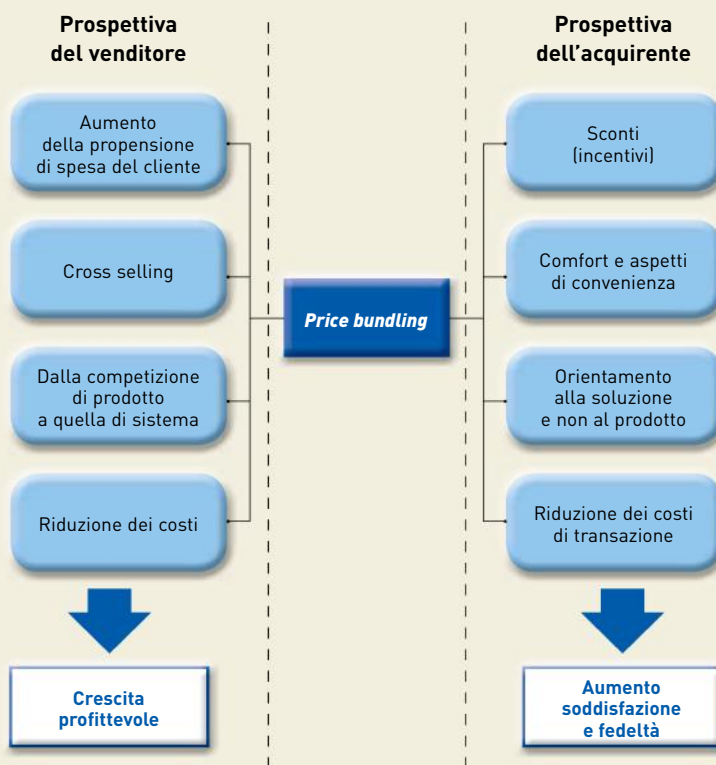 Prospettiva
del venditore
Aumento
della propensione
di spesa del cliente
Cross selling
Dalla competizione
di prodotto
a quella di sistema
Riduzione dei costi
Crescita
profittevole
Price bundling
Prospettiva
dell'acquirente
Sconti
(incentivi)
Comfort e aspetti
di convenienza
Orientamento
alla soluzione
e non al prodotto
Riduzione dei costi
di transazione
Aumento
soddisfazione
e fedeltà